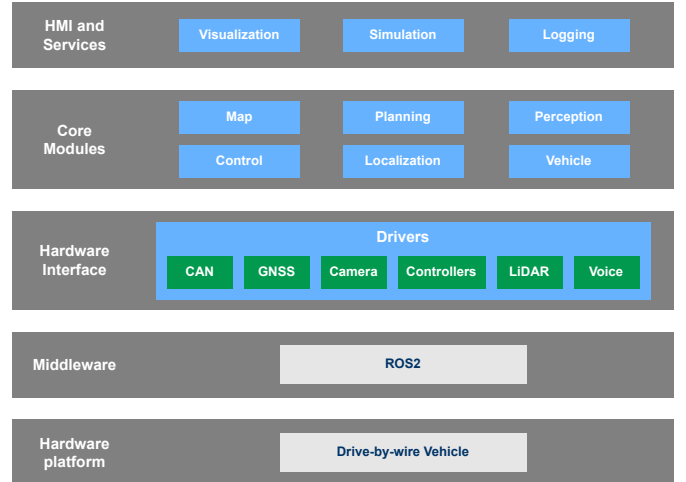 HMI and
Services
Visualization
Simulation
Logging
Core
Modules
Map
Planning
Perception
Control
Localization
Vehicle
Hardware
Interface
Drivers
CAN
GNSS
Camera
Controllers
LiDAR
Voice
Middleware
ROS2
Hardware
platform
Drive-by-wire Vehicle